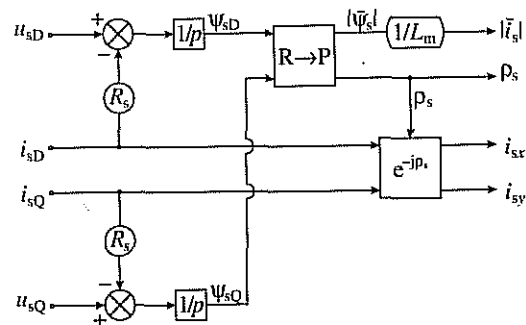 u_sD
+
−
1/p
ψ_sD
R→P
|ψ̄_s|
1/L_m
|ī_s|
ρ_s
ρ_s
R_s
i_sD
e^−jρ_s
i_sx
i_sQ
i_sy
R_s
−
u_sQ
+
1/p
ψ_sQ